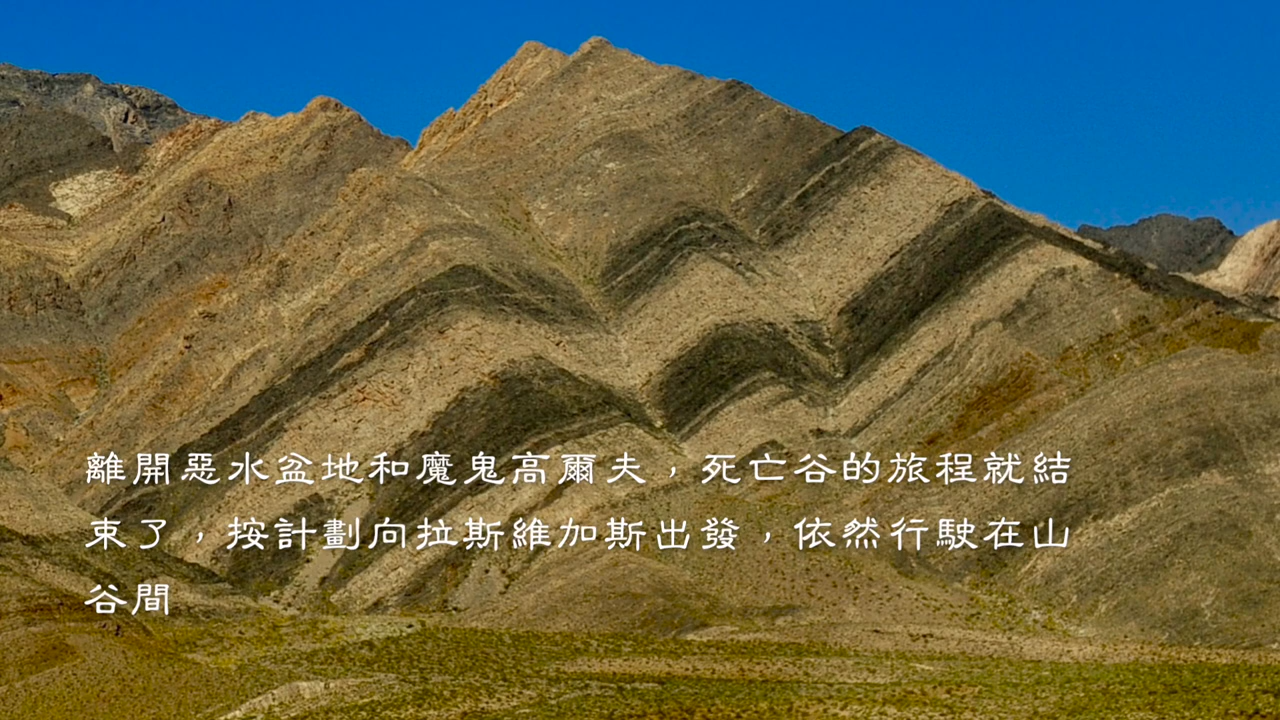 離開惡水盆地和魔鬼高爾夫，死亡谷的旅程就結
束了，按計劃向拉斯維加斯出發，依然行駛在山
谷間